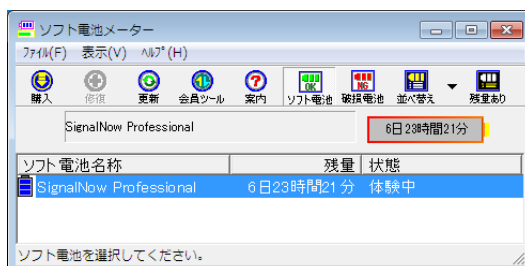 ソフト電池メーター
ﾌｧｲﾙ(F) 表示(V) ﾍﾙﾌﾟ(H)
購入 修復 更新 会員ツール 案内 ソフト電池 破損電池 並べ替え 残量あり
OK NG
SignalNow Professional 6日23時間21分
ソフト電池名称 残量 状態
SignalNow Professional 6日23時間21分 体験中
ソフト電池を選択してください。